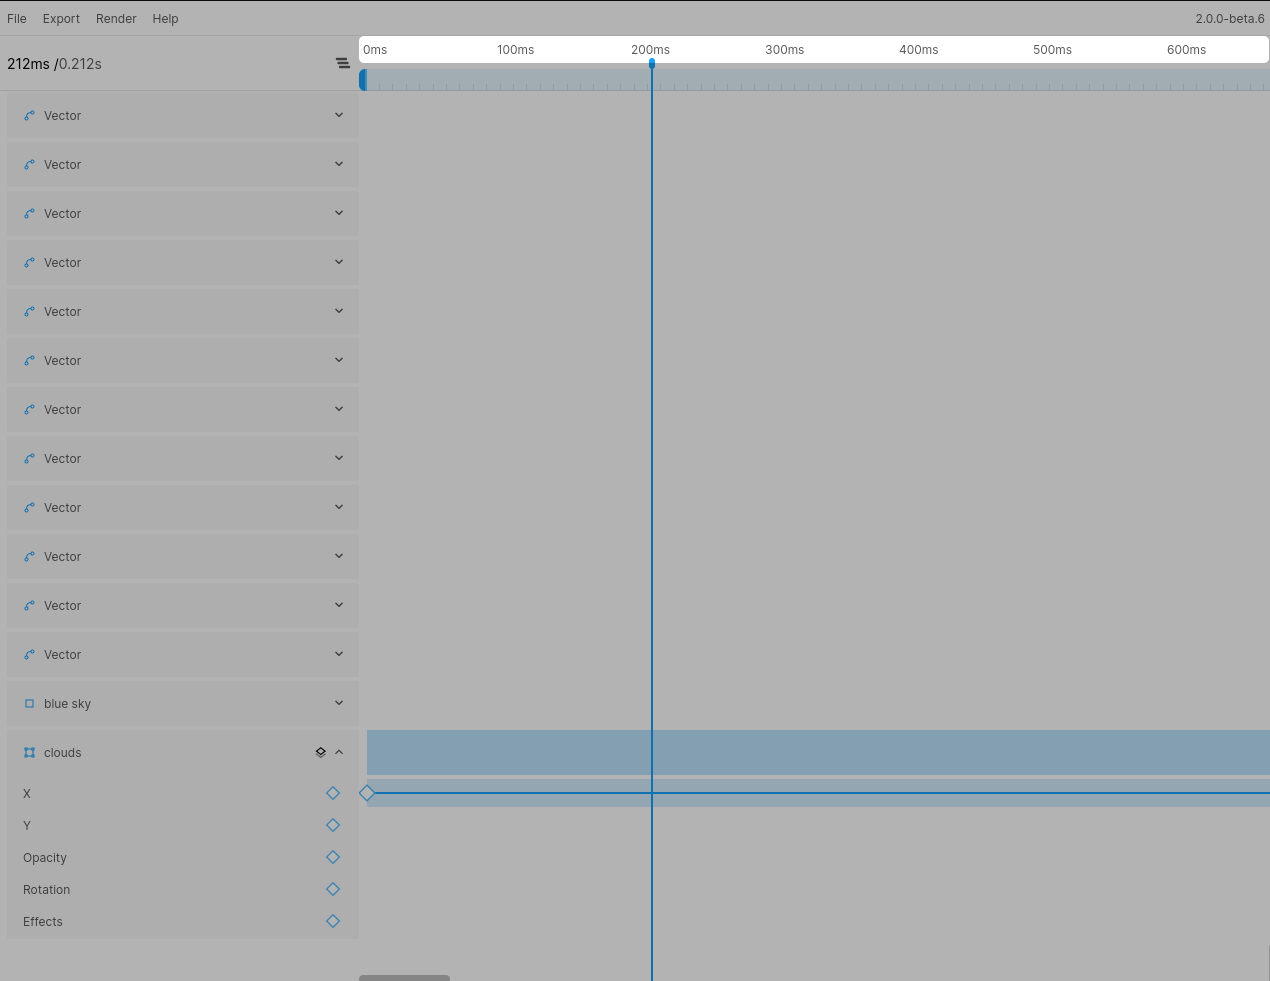 File Export Render Help 2.0.0-beta.6
212ms /0.212s
0ms 100ms 200ms 300ms 400ms 500ms 600ms
Vector
Vector
Vector
Vector
Vector
Vector
Vector
Vector
Vector
Vector
Vector
Vector
blue sky
clouds
X
Y
Opacity
Rotation
Effects